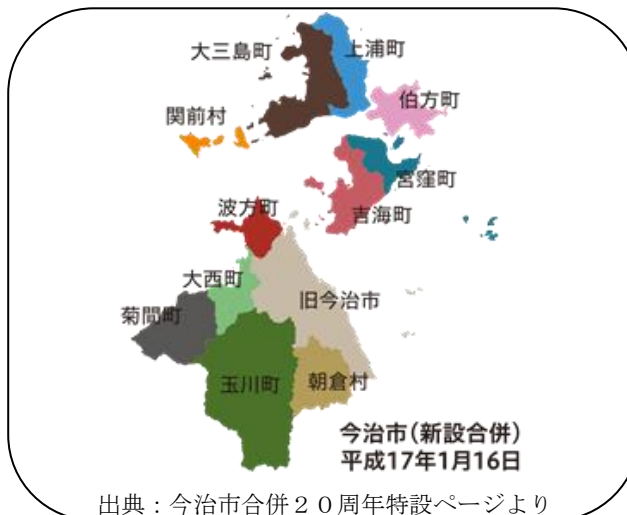 大三島町
上浦町
伯方町
関前村
宮窪町
吉海町
波方町
大西町
旧今治市
菊間町
玉川町
朝倉村
今治市(新設合併)
平成17年1月16日
出典：今治市合併２０周年特設ページより